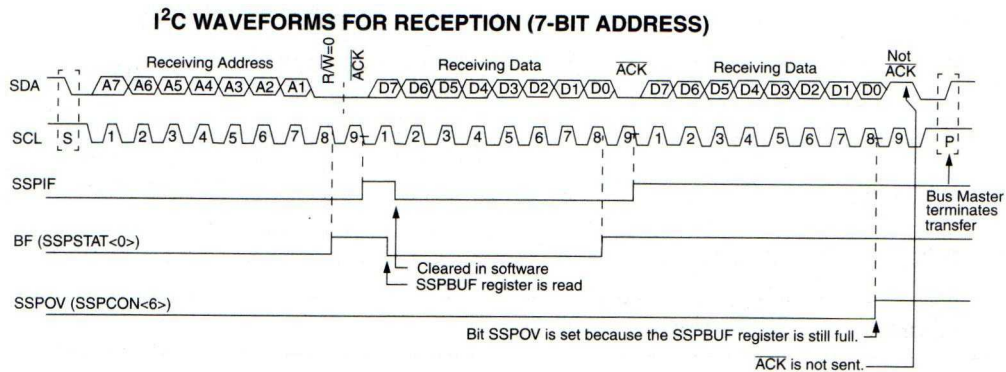 I²C WAVEFORMS FOR RECEPTION (7-BIT ADDRESS)
Receiving Address R/W̅=0 A̅C̅K̅ Receiving Data A̅C̅K̅ Receiving Data Not A̅C̅K̅
SDA A7 A6 A5 A4 A3 A2 A1 D7 D6 D5 D4 D3 D2 D1 D0 D7 D6 D5 D4 D3 D2 D1 D0
SCL S 1 2 3 4 5 6 7 8 9 1 2 3 4 5 6 7 8 9 1 2 3 4 5 6 7 8 9 P
SSPIF
Bus Master
terminates
transfer
BF (SSPSTAT<0>)
Cleared in software
SSPBUF register is read
SSPOV (SSPCON<6>)
Bit SSPOV is set because the SSPBUF register is still full.
A̅C̅K̅ is not sent.